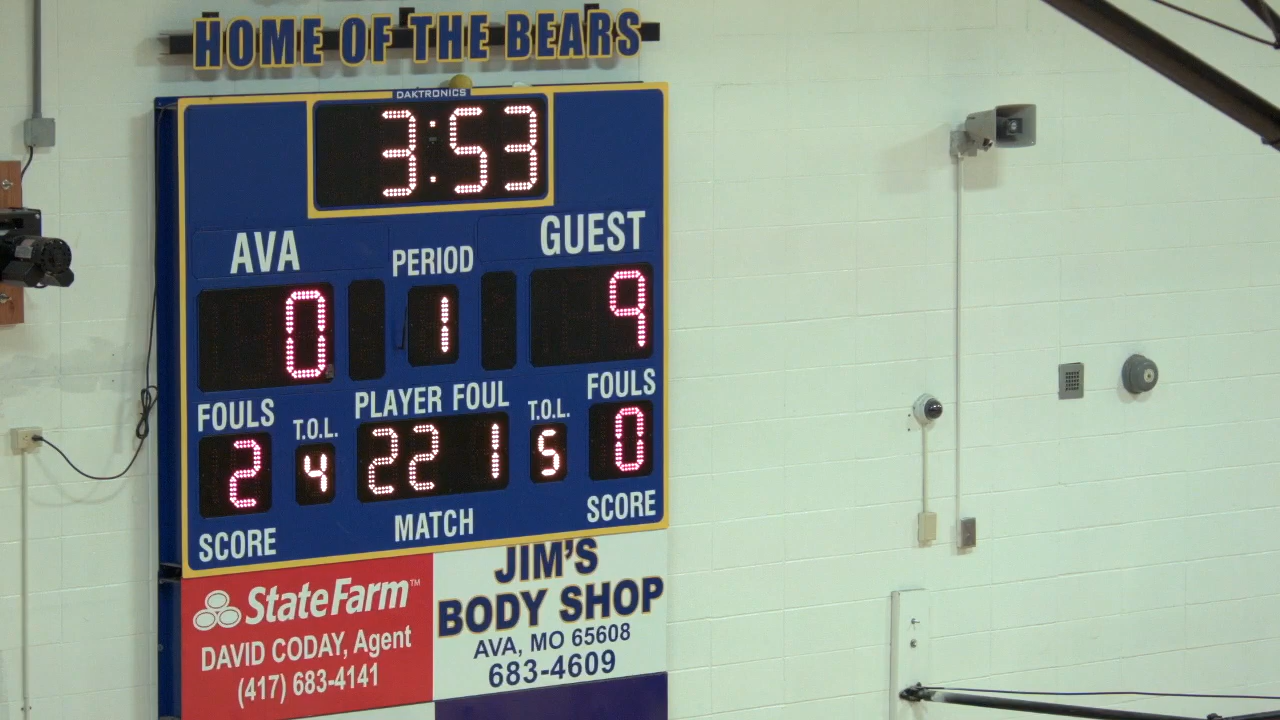 HOME OF THE BEARS
DAKTRONICS
3:53
AVA PERIOD GUEST
0 1 9
FOULS T.O.L. PLAYER FOUL T.O.L. FOULS
2 4 22 1 5 0
SCORE MATCH SCORE
StateFarm™
DAVID CODAY, Agent
(417) 683-4141
JIM'S
BODY SHOP
AVA, MO 65608
683-4609